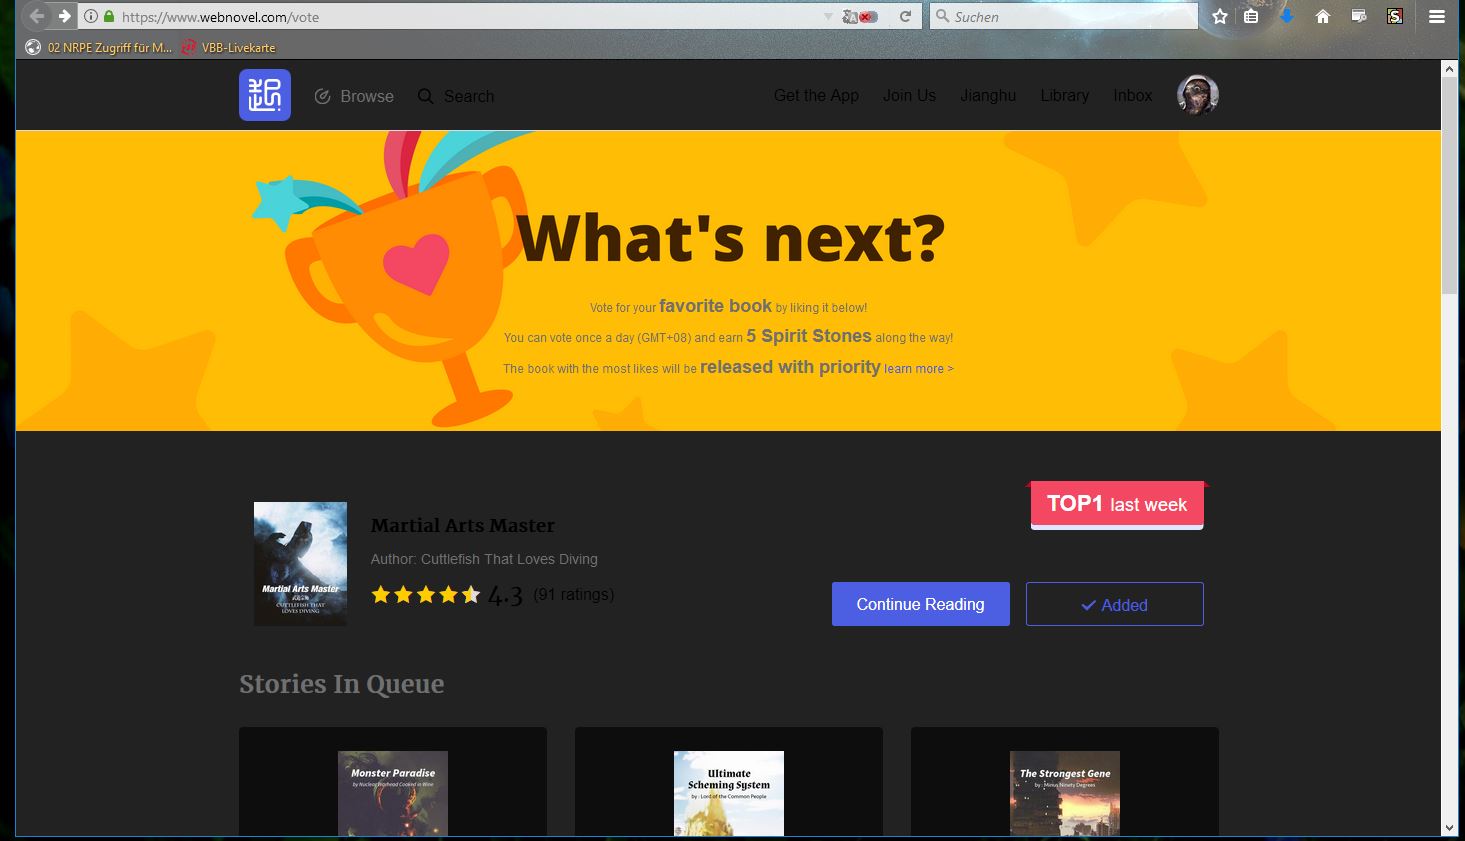 https://www.webnovel.com/vote
Suchen
02 NRPE Zugriff für M...
VBB-Livekarte
Browse
Search
Get the App
Join Us
Jianghu
Library
Inbox
What's next?
Vote for your favorite book by liking it below!
You can vote once a day (GMT+08) and earn 5 Spirit Stones along the way!
The book with the most likes will be released with priority learn more >
TOP1 last week
Martial Arts Master
Author: Cuttlefish That Loves Diving
4.3 (91 ratings)
Martial Arts Master
CUTTLEFISH THAT
LOVES DIVING
Continue Reading
Added
Stories In Queue
Monster Paradise
by Nuclear Warhead Cooked in Wine
Ultimate
Scheming System
by : Lord of the Common People
The Strongest Gene
by : Minus Ninety Degrees